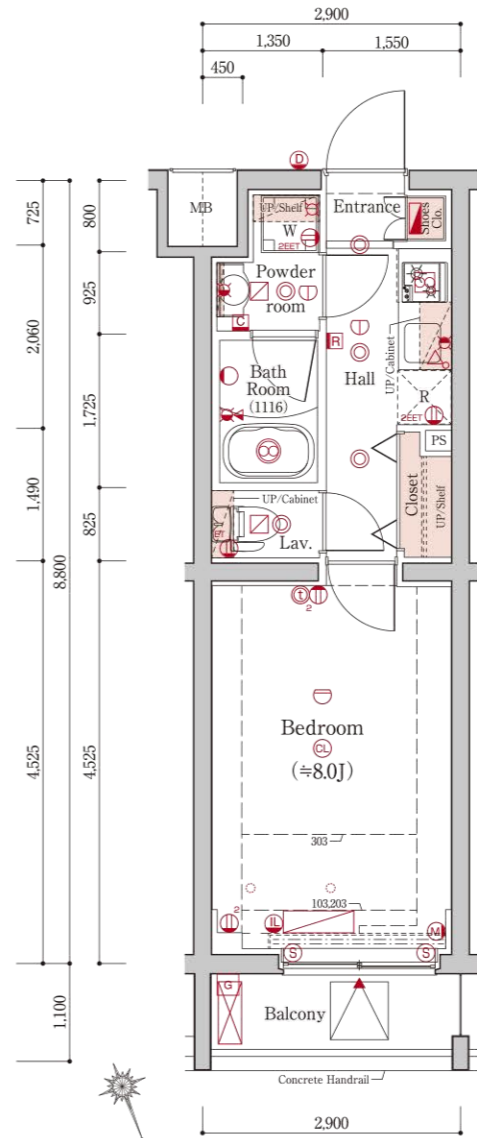 2,900
1,350
1,550
450
D
MB
UP/Shelf
W
2EET
Entrance
Shoes
Clo.
Powder
room
C
R
UP/Cabinet
Hall
Bath
Room
(1116)
R
2EET
PS
Closet
UP/Shelf
UP/Cabinet
Lav.
725
2,060
1,490
8,800
4,525
1,100
800
925
1,725
825
4,525
t
2
Bedroom
CL
(≒8.0J)
303
103,203
2
IL
M
S
S
G
Balcony
Concrete Handrail
2,900